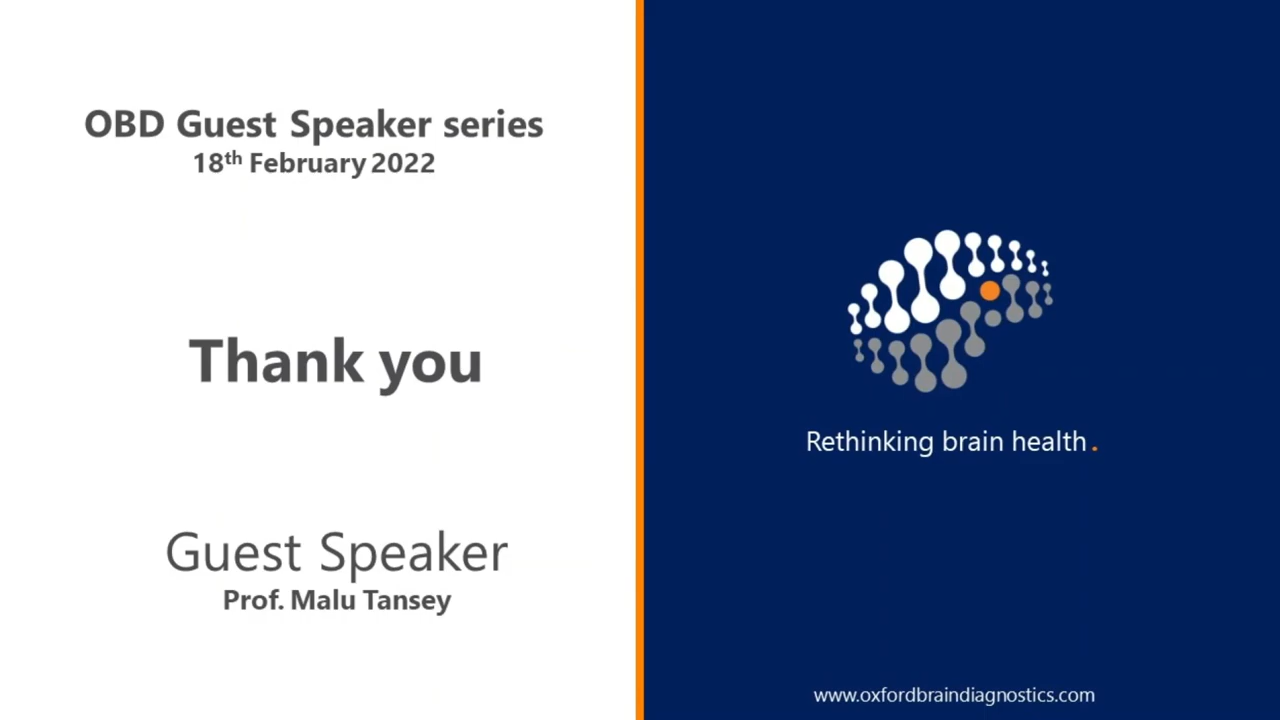 OBD Guest Speaker series
18th February 2022
Thank you
Guest Speaker
Prof. Malu Tansey
Rethinking brain health.
www.oxfordbraindiagnostics.com